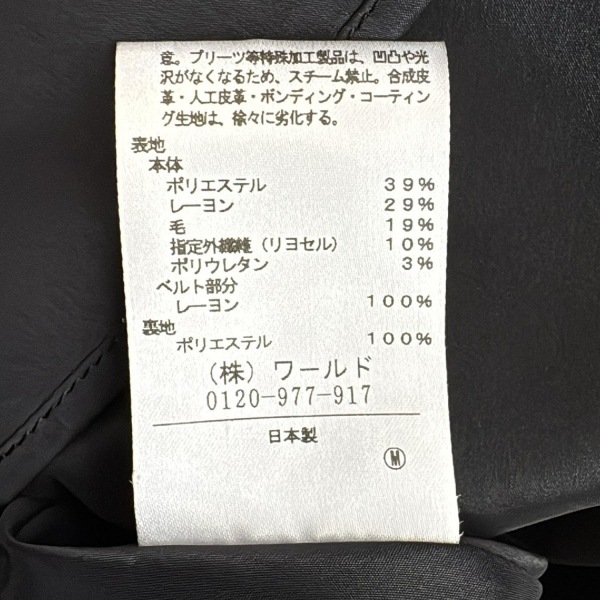 意。プリーツ等特殊加工製品は、凹凸や光
沢がなくなるため、スチーム禁止。合成皮
革・人工皮革・ボンディング・コーティン
グ生地は、徐々に劣化する。
表地
本体
ポリエステル 39%
レーヨン 29%
毛 19%
指定外繊維（リヨセル） 10%
ポリウレタン 3%
ベルト部分
レーヨン 100%
裏地
ポリエステル 100%
（株）ワールド
0120-977-917
日本製
M